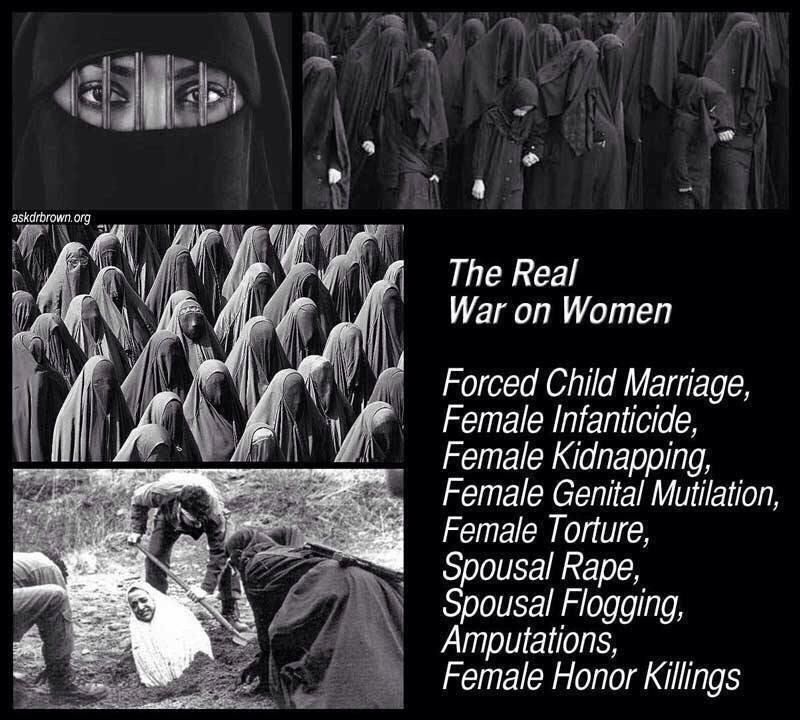 askdrbrown.org
The Real
War on Women
Forced Child Marriage,
Female Infanticide,
Female Kidnapping,
Female Genital Mutilation,
Female Torture,
Spousal Rape,
Spousal Flogging,
Amputations,
Female Honor Killings